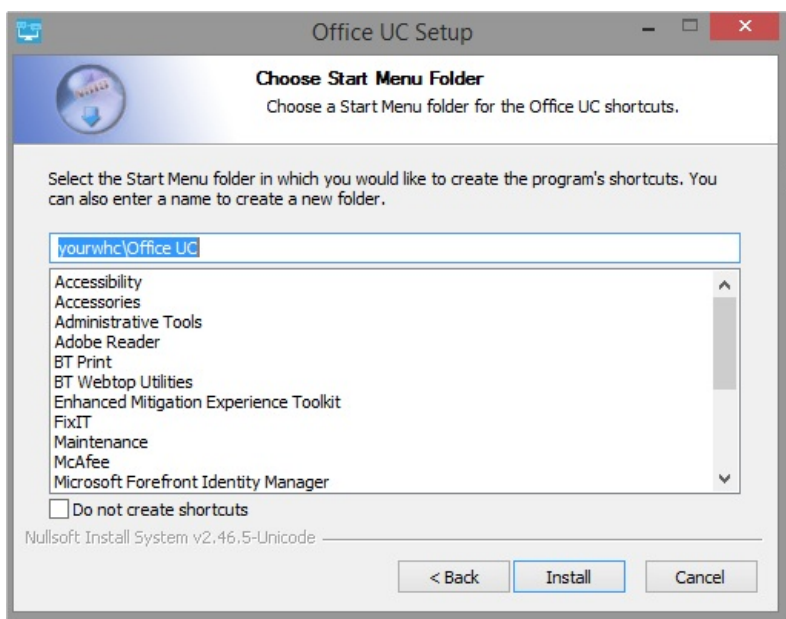 Office UC Setup
Choose Start Menu Folder
Choose a Start Menu folder for the Office UC shortcuts.
Select the Start Menu folder in which you would like to create the program's shortcuts. You
can also enter a name to create a new folder.
yourwhc\Office UC
Accessibility
Accessories
Administrative Tools
Adobe Reader
BT Print
BT Webtop Utilities
Enhanced Mitigation Experience Toolkit
FixIT
Maintenance
McAfee
Microsoft Forefront Identity Manager
Do not create shortcuts
Nullsoft Install System v2.46.5-Unicode
< Back Install Cancel